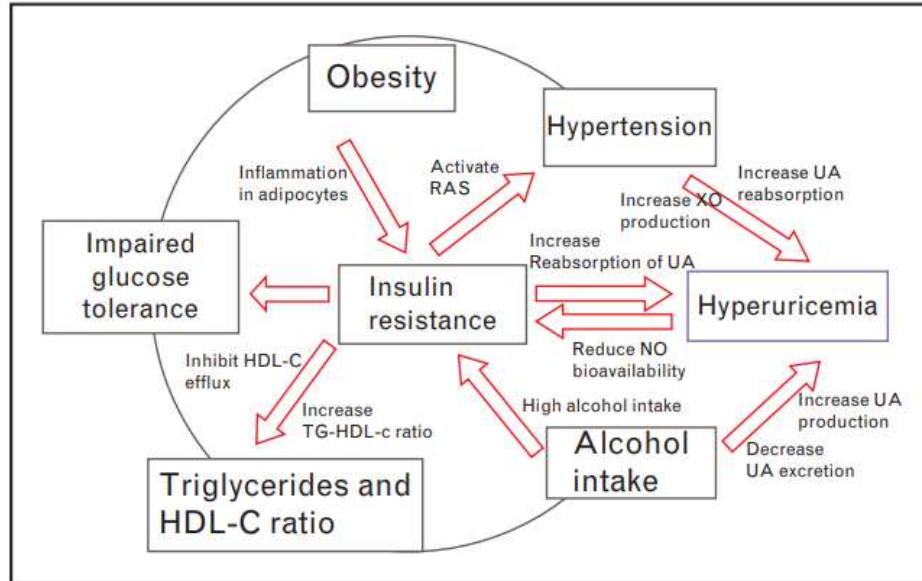 Obesity
Hypertension
Inflammation
in adipocytes
Activate
RAS
Increase UA
reabsorption
Increase XO
production
Impaired
glucose
tolerance
Insulin
resistance
Increase
Reabsorption of UA
Hyperuricemia
Reduce NO
bioavailability
Inhibit HDL-C
efflux
Increase
TG-HDL-c ratio
High alcohol intake
Increase UA
production
Decrease
UA excretion
Alcohol
intake
Triglycerides and
HDL-C ratio